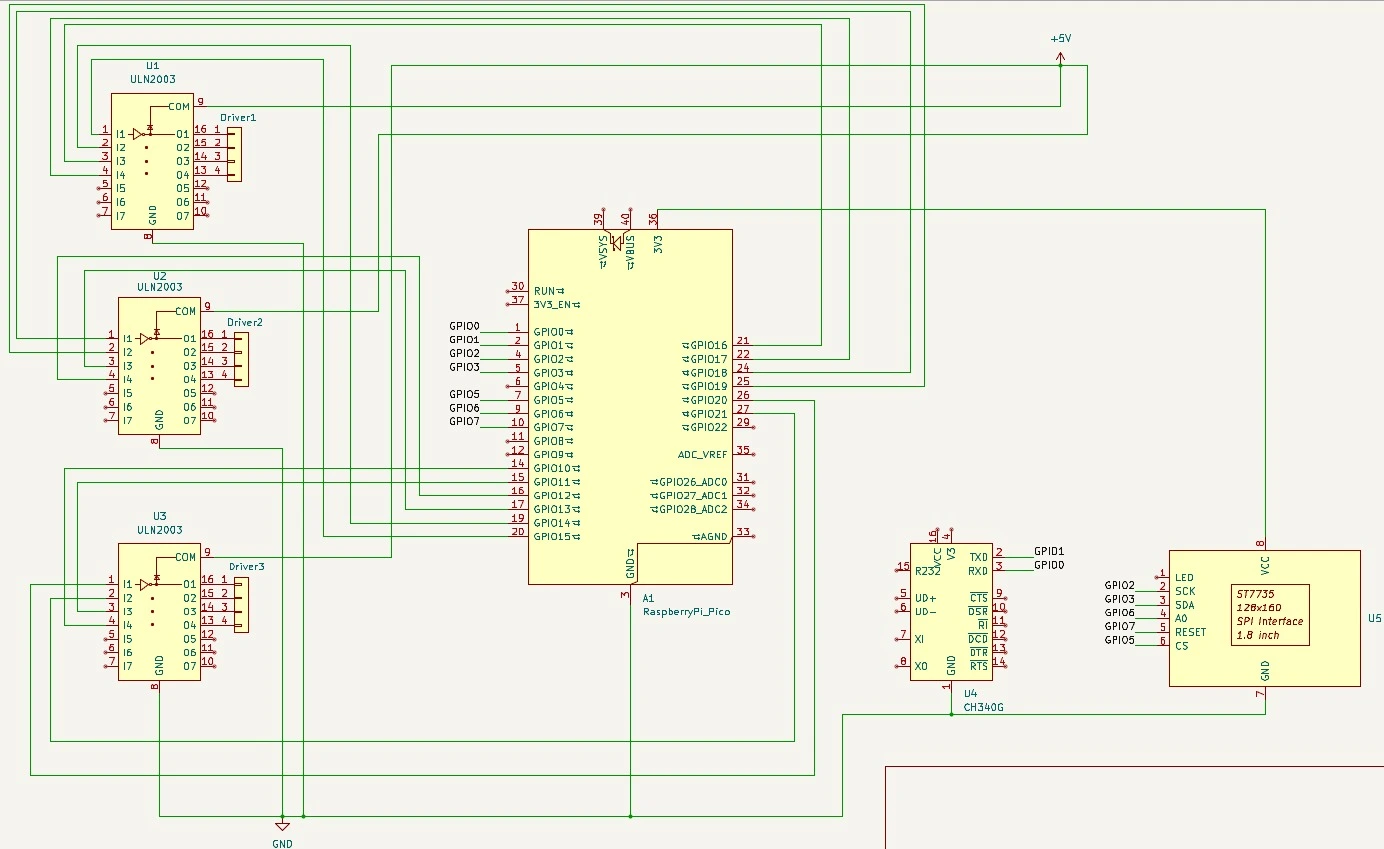 +5V
U1
ULN2003
COM
9
Driver1
1 I1 O1 16 1
2 I2 O2 15 2
3 I3 O3 14 3
4 I4 O4 13 4
5 I5 O5 12
6 I6 O6 11
7 I7 O7 10
GND
8
U2
ULN2003
COM
9
Driver2
1 I1 O1 16 1
2 I2 O2 15 2
3 I3 O3 14 3
4 I4 O4 13 4
5 I5 O5 12
6 I6 O6 11
7 I7 O7 10
GND
8
U3
ULN2003
COM
9
Driver3
1 I1 O1 16 1
2 I2 O2 15 2
3 I3 O3 14 3
4 I4 O4 13 4
5 I5 O5 12
6 I6 O6 11
7 I7 O7 10
GND
8
GND
39 40 36
VSYS VBUS 3V3
30 RUN
37 3V3_EN
GPIO0 1 GPIO0
GPIO1 2 GPIO1
GPIO2 4 GPIO2
GPIO3 5 GPIO3
6 GPIO4
GPIO5 7 GPIO5
GPIO6 9 GPIO6
GPIO7 10 GPIO7
11 GPIO8
12 GPIO9
14 GPIO10
15 GPIO11
16 GPIO12
17 GPIO13
19 GPIO14
20 GPIO15
GPIO16 21
GPIO17 22
GPIO18 24
GPIO19 25
GPIO20 26
GPIO21 27
GPIO22 29
ADC_VREF 35
GPIO26_ADC0 31
GPIO27_ADC1 32
GPIO28_ADC2 34
AGND 33
GND
3
A1
RaspberryPi_Pico
16 4
VCC V3
15 R232
5 UD+
6 UD-
7 XI
8 XO
TXD 2 GPIO1
RXD 3 GPIO0
CTS 9
DSR 10
RI 11
DCD 12
DTR 13
RTS 14
GND
1
U4
CH340G
8
VCC
1 LED
GPIO2 2 SCK
GPIO3 3 SDA
GPIO6 4 A0
GPIO7 5 RESET
GPIO5 6 CS
ST7735
128x160
SPI Interface
1.8 inch
GND
7
U5